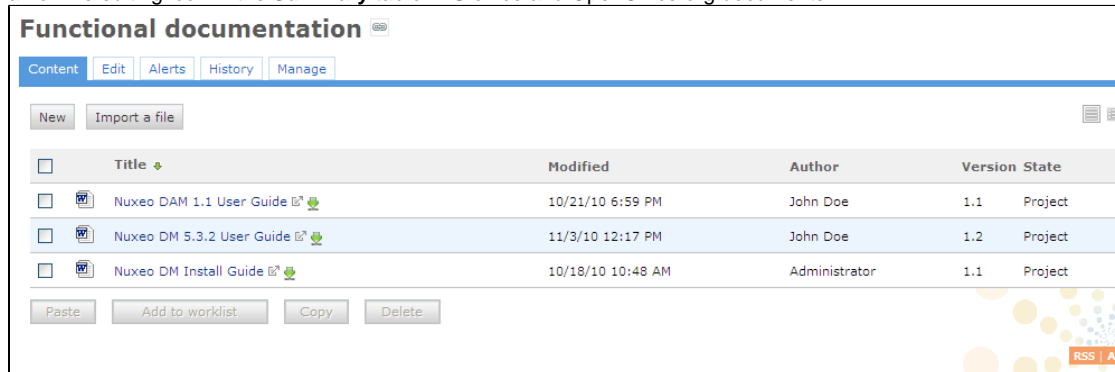 Functional documentation
Content Edit Alerts History Manage
New Import a file
Title Modified Author Version State
Nuxeo DAM 1.1 User Guide 10/21/10 6:59 PM John Doe 1.1 Project
Nuxeo DM 5.3.2 User Guide 11/3/10 12:17 PM John Doe 1.2 Project
Nuxeo DM Install Guide 10/18/10 10:48 AM Administrator 1.1 Project
Paste Add to worklist Copy Delete
RSS | A